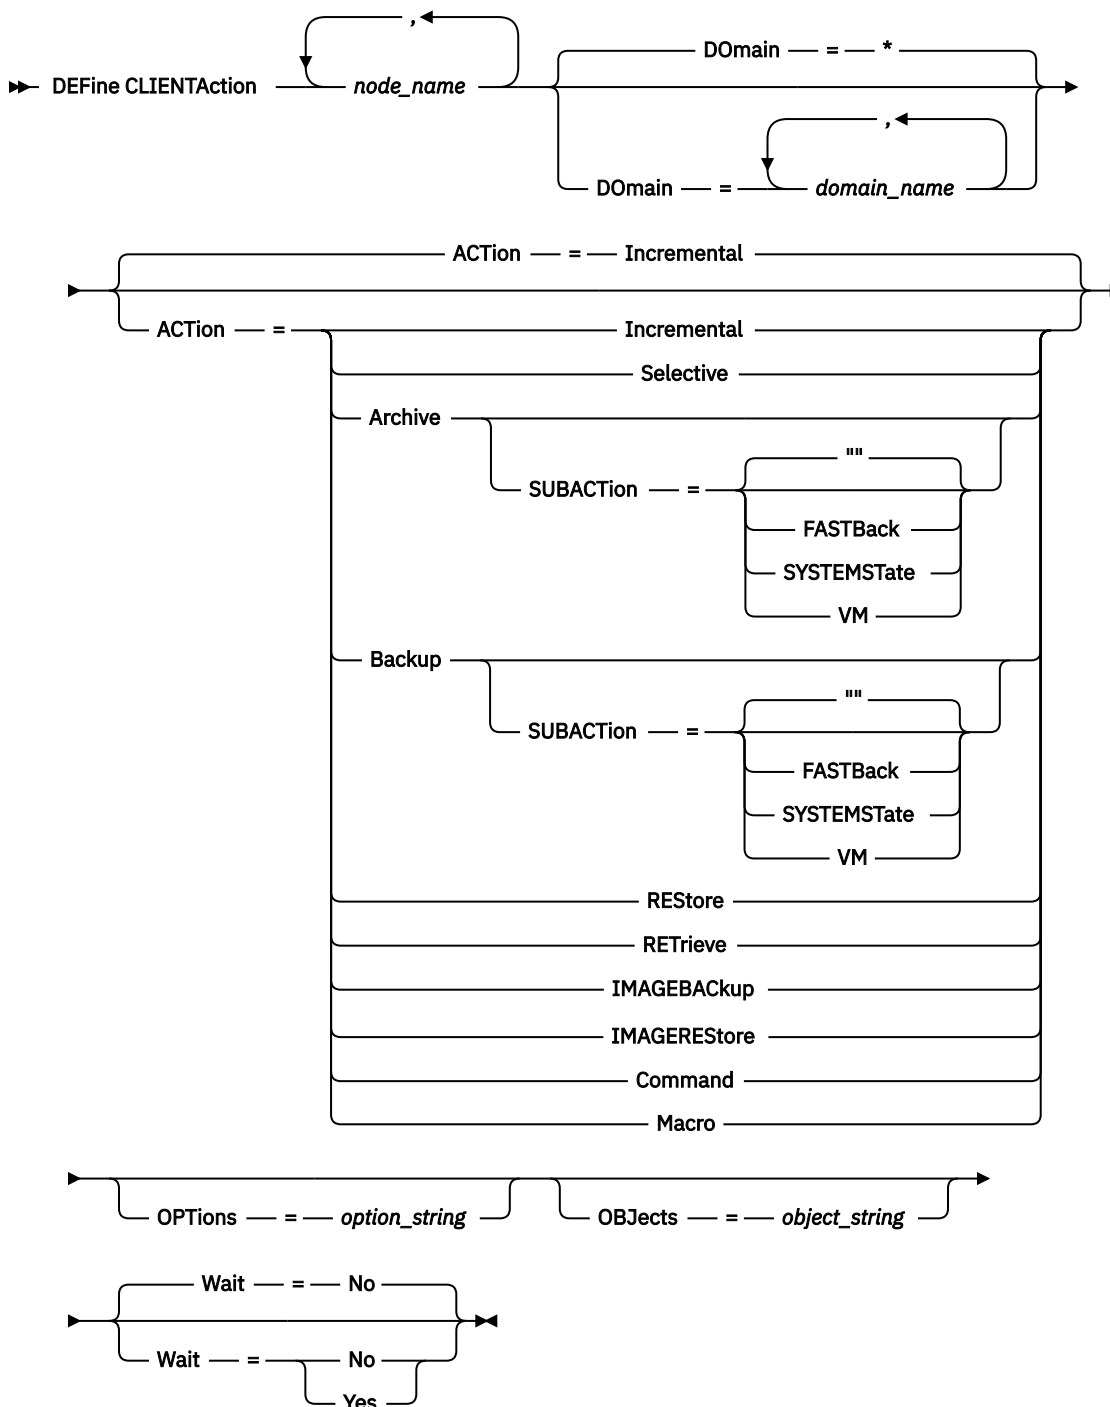 ,
DOmain = *
DEFine CLIENTAction node_name
,
DOmain = domain_name
ACTion = Incremental
ACTion = Incremental
Selective
Archive
""
SUBACTion =
FASTBack
SYSTEMSTate
VM
Backup
""
SUBACTion =
FASTBack
SYSTEMSTate
VM
REStore
RETrieve
IMAGEBACkup
IMAGEREStore
Command
Macro
OPTions = option_string OBJects = object_string
Wait = No
Wait = No
Yes